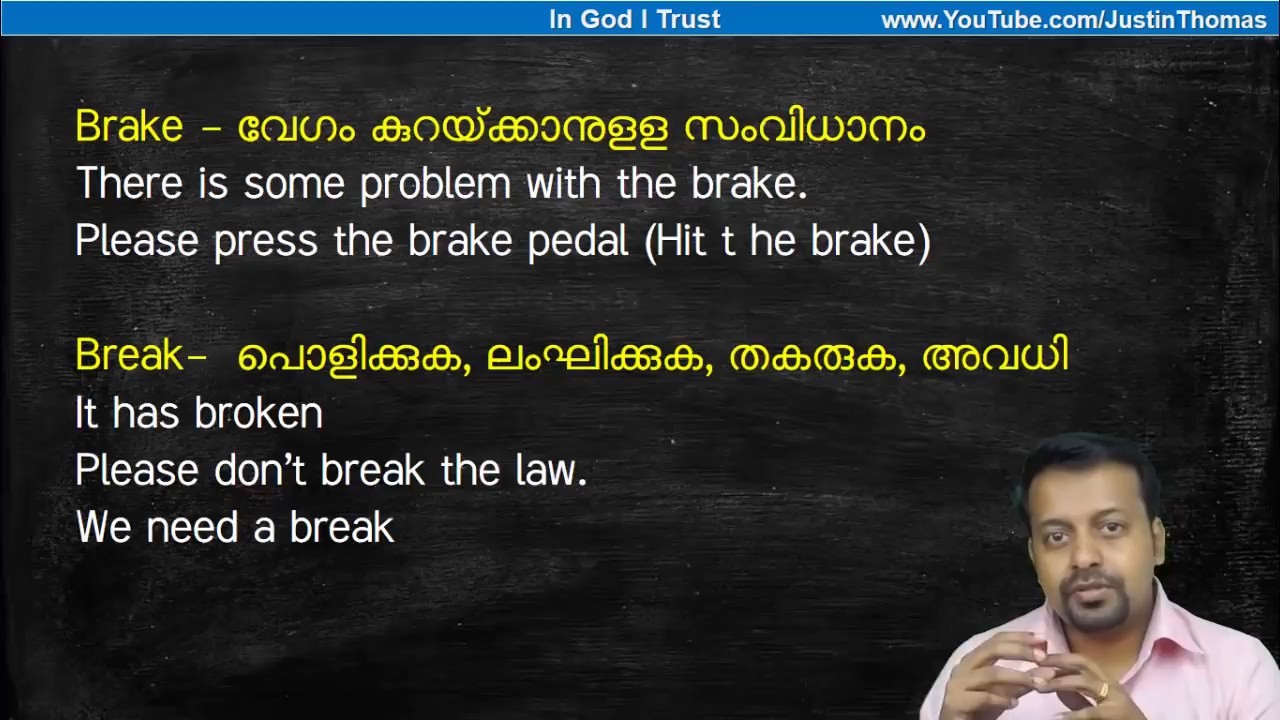 In God I Trust
www.YouTube.com/JustinThomas
Brake – വേഗം കുറയ്ക്കാനുളള സംവിധാനം
There is some problem with the brake.
Please press the brake pedal (Hit t he brake)
Break– പൊളിക്കുക, ലംഘിക്കുക, തകരുക, അവധി
It has broken
Please don't break the law.
We need a break